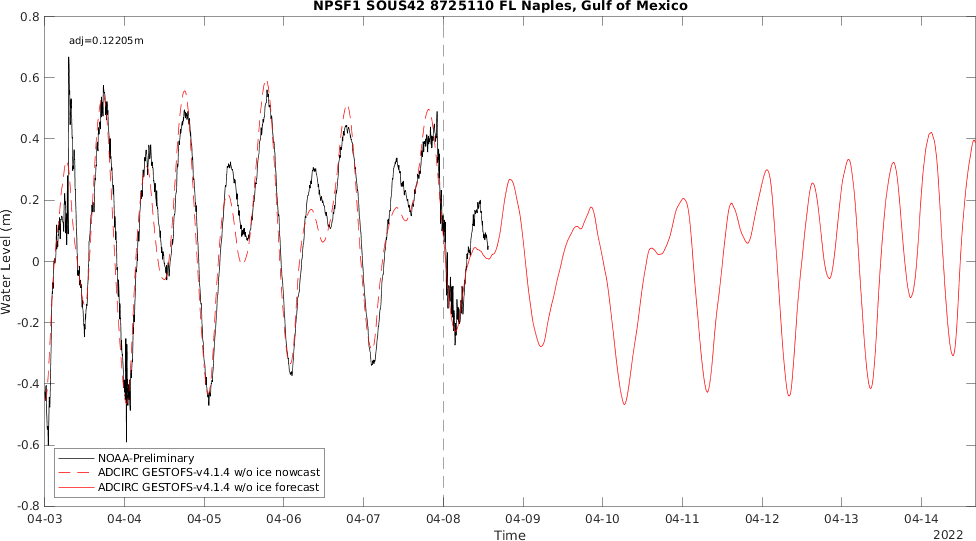 NPSF1 SOUS42 8725110 FL Naples, Gulf of Mexico
adj=0.12205m
0.8
0.6
0.4
0.2
0
-0.2
-0.4
-0.6
-0.8
Water Level (m)
NOAA-Preliminary
ADCIRC GESTOFS-v4.1.4 w/o ice nowcast
ADCIRC GESTOFS-v4.1.4 w/o ice forecast
04-03 04-04 04-05 04-06 04-07 04-08 04-09 04-10 04-11 04-12 04-13 04-14
Time
2022